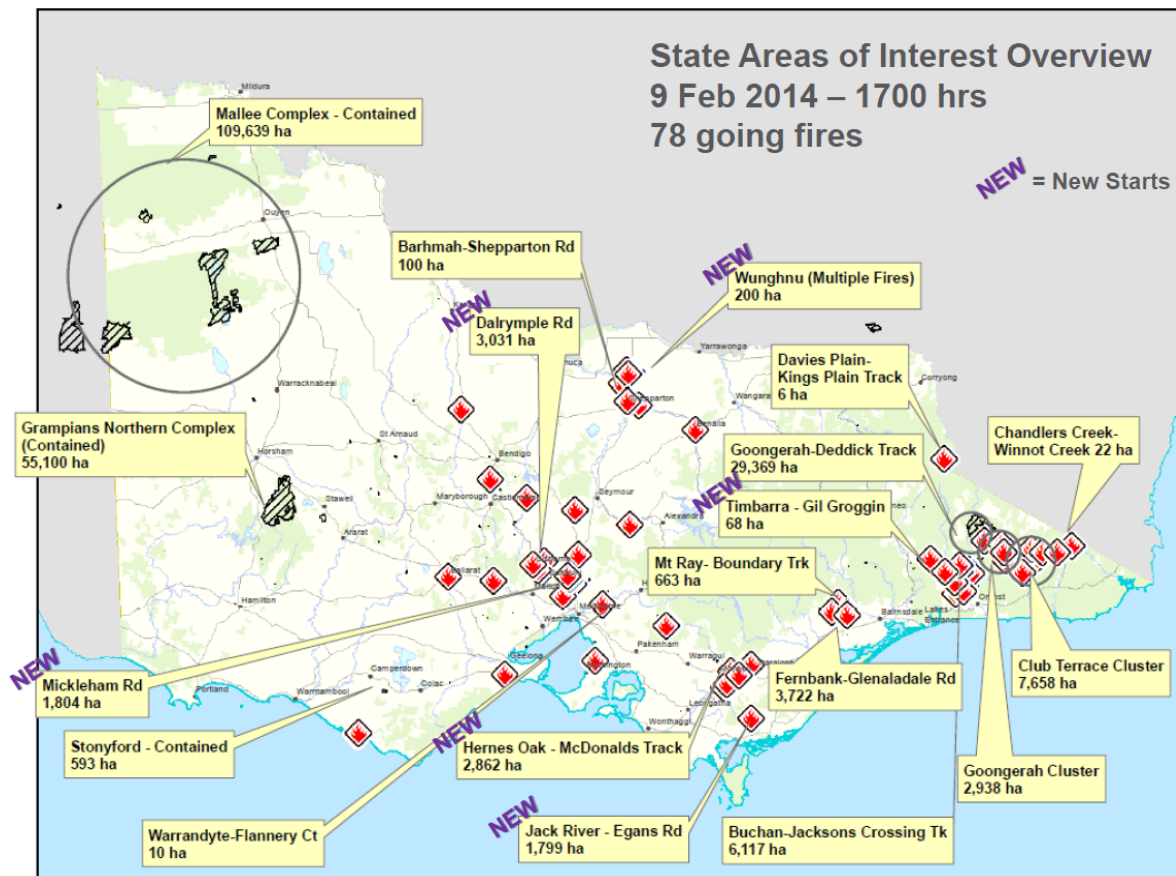 State Areas of Interest Overview
9 Feb 2014 – 1700 hrs
78 going fires
NEW = New Starts
Mildura
Mallee Complex - Contained
109,639 ha
Ouyen
Barhmah-Shepparton Rd
100 ha
NEW
Wunghnu (Multiple Fires)
200 ha
NEW
Dalrymple Rd
3,031 ha
Yarrawonga
Davies Plain-
Kings Plain Track
6 ha
Corryong
Warracknabeal
Shepparton
Wangara
Benalla
Grampians Northern Complex
(Contained)
55,100 ha
St Arnaud
Horsham
Bendigo
Goongerah-Deddick Track
29,369 ha
Chandlers Creek-
Winnot Creek 22 ha
Stawell
Maryborough
Castlem
Seymour
Alexandra
NEW
Timbarra - Gil Groggin
68 ha
Ararat
Mt Ray- Boundary Trk
663 ha
Ballarat
Hamilton
Werribee
Bairnsdale
Lakes
Entrance
Orbost
Pakenham
Geelong
Warragul
NEW
Mickleham Rd
1,804 ha
Camperdown
Colac
Portland
Warrnambool
Leongatha
Wonthaggi
Fernbank-Glenaladale Rd
3,722 ha
Club Terrace Cluster
7,658 ha
Stonyford - Contained
593 ha
NEW
Hernes Oak - McDonalds Track
2,862 ha
Goongerah Cluster
2,938 ha
Warrandyte-Flannery Ct
10 ha
NEW
Jack River - Egans Rd
1,799 ha
Buchan-Jacksons Crossing Tk
6,117 ha